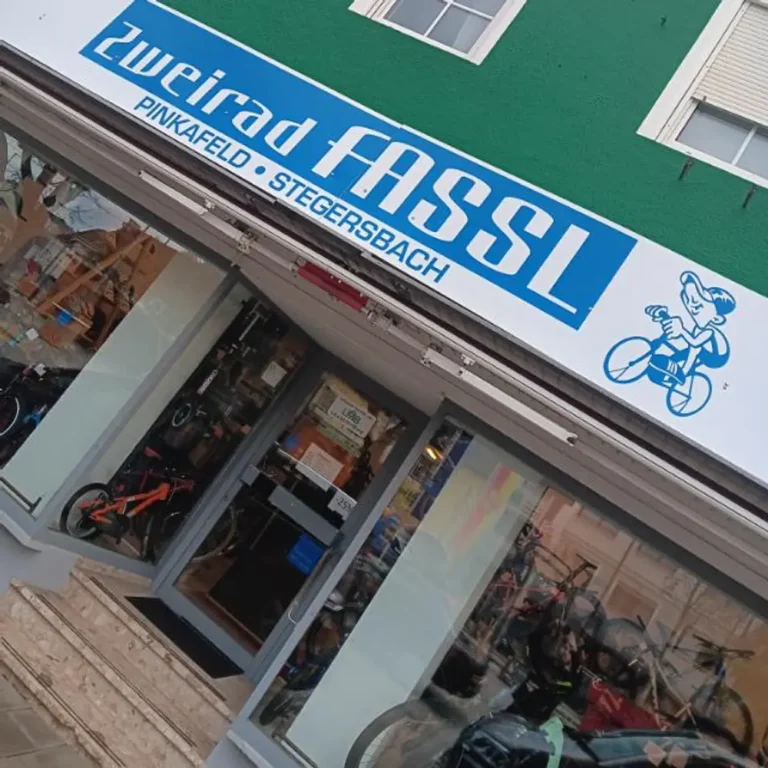 Zweirad FASSL
PINKAFELD • STEGERSBACH